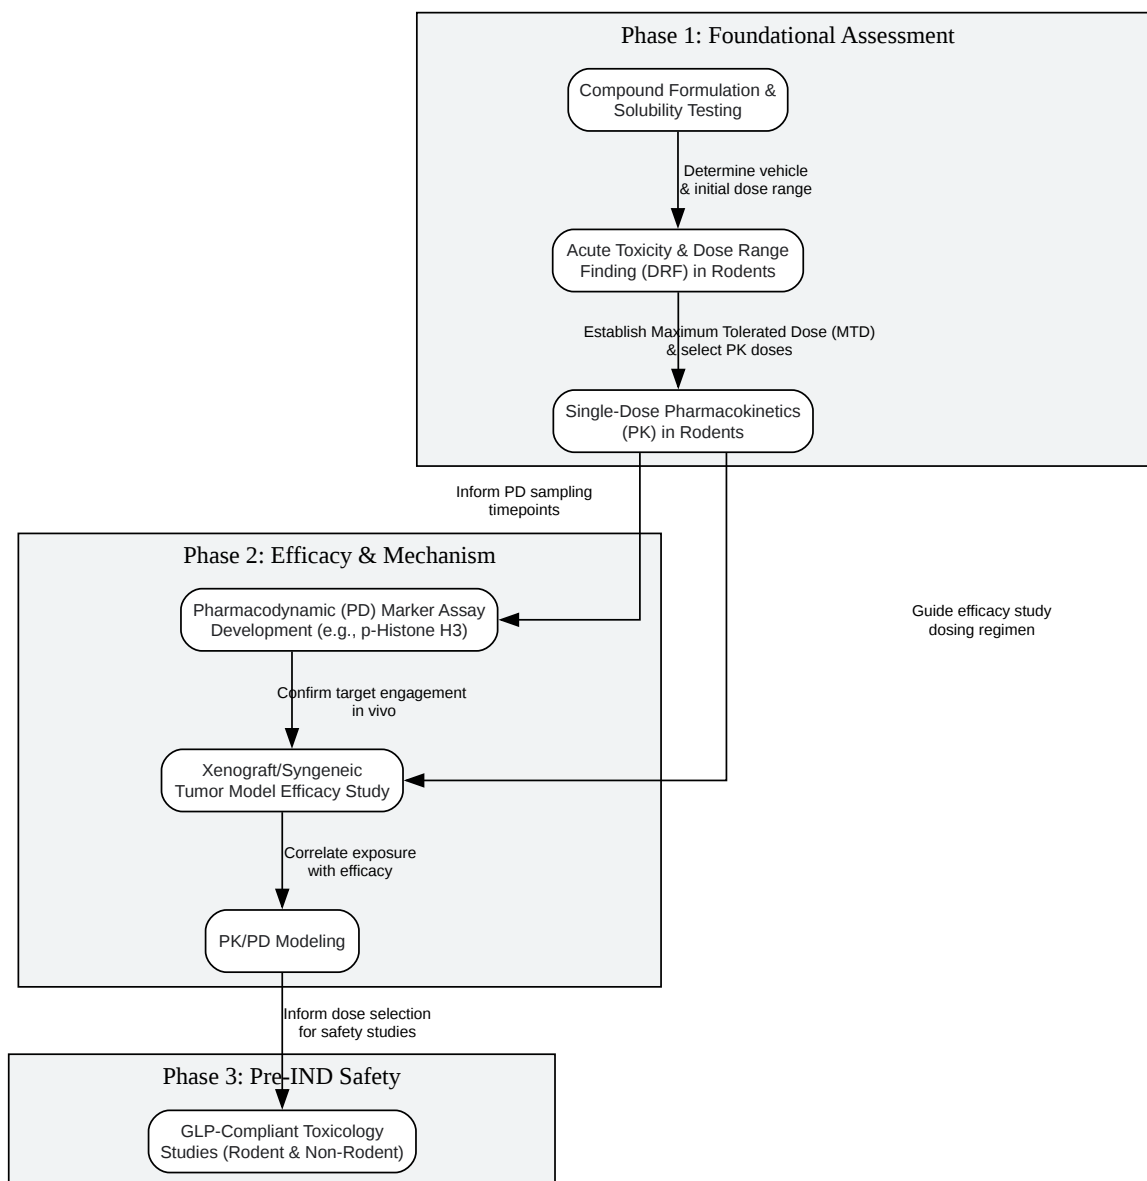 Phase 1: Foundational Assessment
Compound Formulation &
Solubility Testing
Determine vehicle
& initial dose range
Acute Toxicity & Dose Range
Finding (DRF) in Rodents
Establish Maximum Tolerated Dose (MTD)
& select PK doses
Single-Dose Pharmacokinetics
(PK) in Rodents
Inform PD sampling
timepoints
Guide efficacy study
dosing regimen
Phase 2: Efficacy & Mechanism
Pharmacodynamic (PD) Marker Assay
Development (e.g., p-Histone H3)
Confirm target engagement
in vivo
Xenograft/Syngeneic
Tumor Model Efficacy Study
Correlate exposure
with efficacy
PK/PD Modeling
Inform dose selection
for safety studies
Phase 3: Pre-IND Safety
GLP-Compliant Toxicology
Studies (Rodent & Non-Rodent)